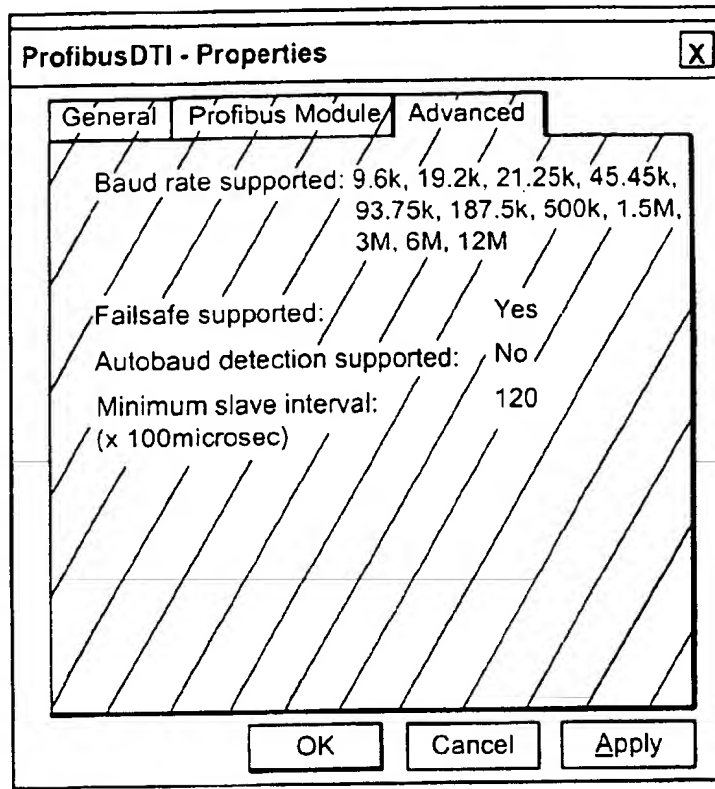 ProfibusDTI - Properties X
General Profibus Module Advanced
Baud rate supported: 9.6k, 19.2k, 21.25k, 45.45k,
93.75k, 187.5k, 500k, 1.5M,
3M, 6M, 12M
Failsafe supported: Yes
Autobaud detection supported: No
Minimum slave interval: 120
(x 100microsec)
OK Cancel Apply